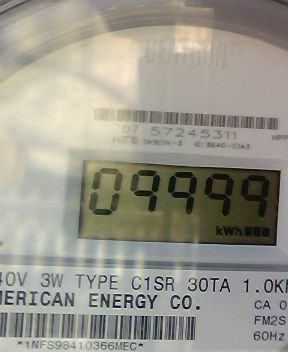 CENTRON®
07 57245311
09999
kWh
40V 3W TYPE C1SR 30TA 1.0K
MERICAN ENERGY CO.
CA 0
FM2S
60Hz
*1NFS98410366MEC*